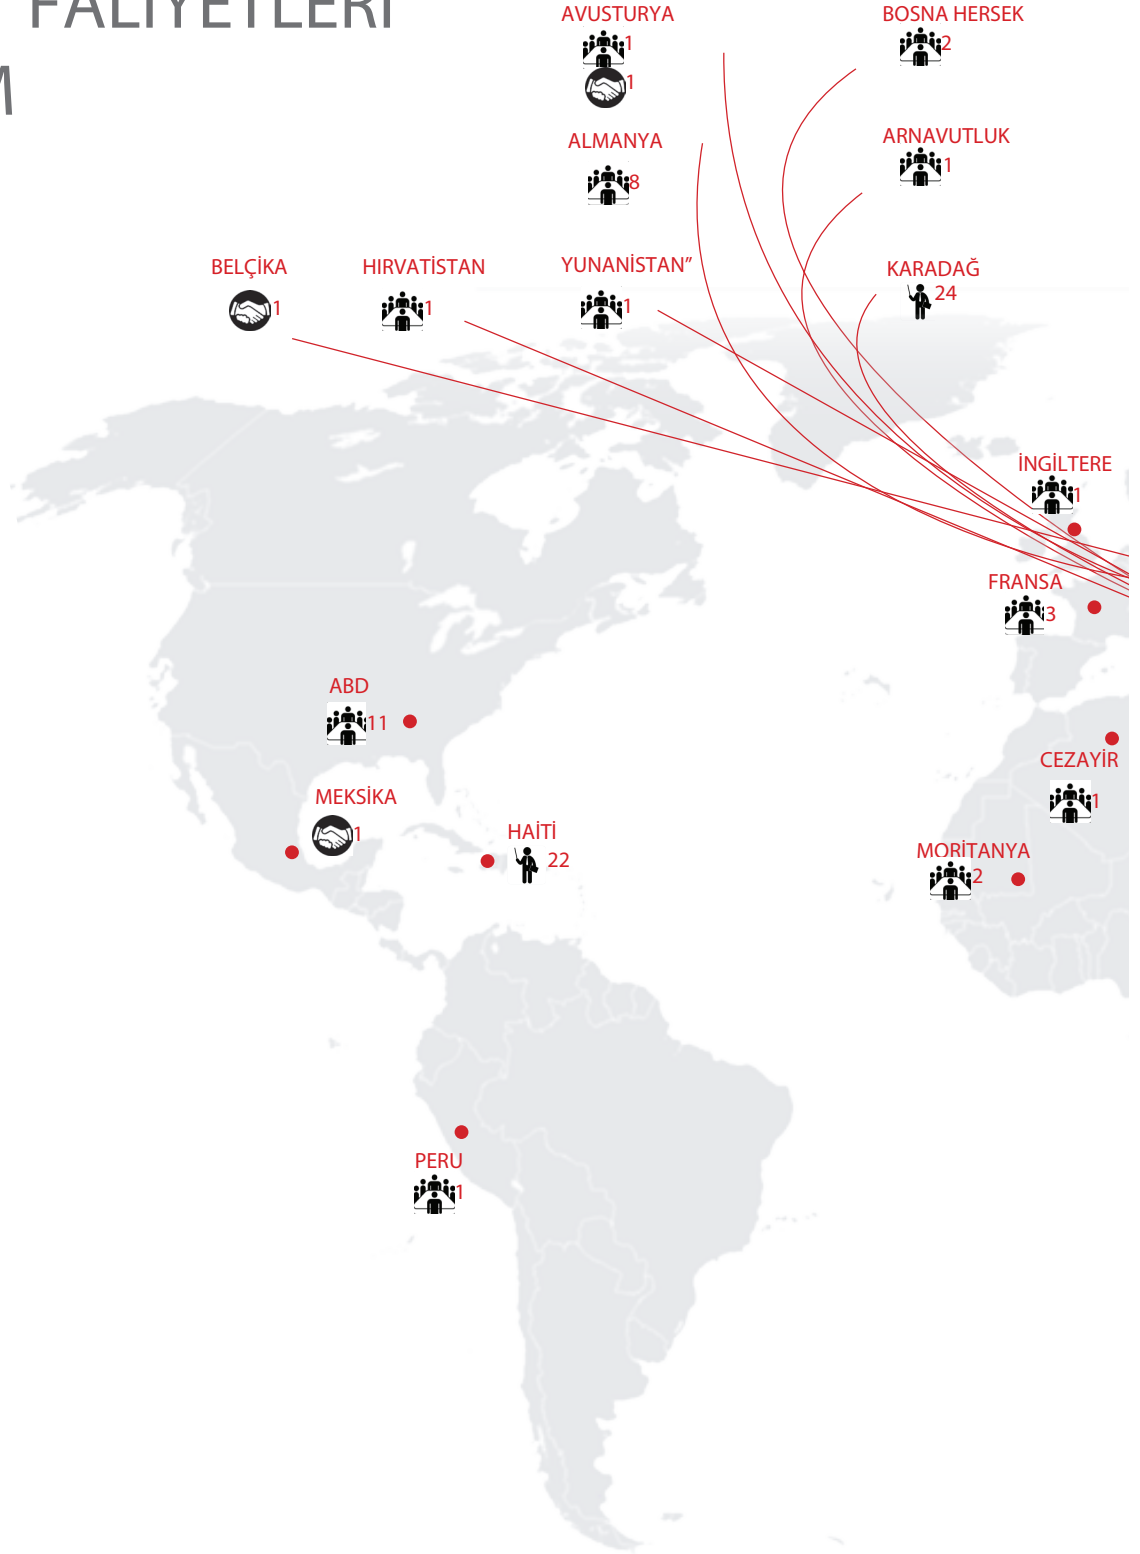 FALİYETLERİ
M
AVUSTURYA
1
1
BOSNA HERSEK
2
ALMANYA
8
ARNAVUTLUK
1
BELÇİKA
1
HIRVATİSTAN
1
YUNANİSTAN”
1
KARADAĞ
24
İNGİLTERE
1
FRANSA
3
ABD
11
CEZAYİR
1
MEKSİKA
1
HAİTİ
22
MORİTANYA
2
PERU
1